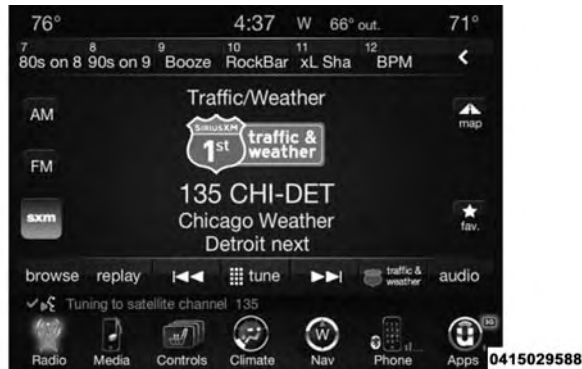 76° 4:37 W 66° out. 71°
7 8 9 10 11 12
80s on 8 90s on 9 Booze RockBar xL Sha BPM
Traffic/Weather
AM
map
SIRIUSXM
1st traffic & weather
FM
135 CHI-DET
sxm
Chicago Weather
fav.
Detroit next
browse replay tune traffic & weather audio
Tuning to satellite channel 135
3G
Radio Media Controls Climate Nav Phone Apps
W
0415029588